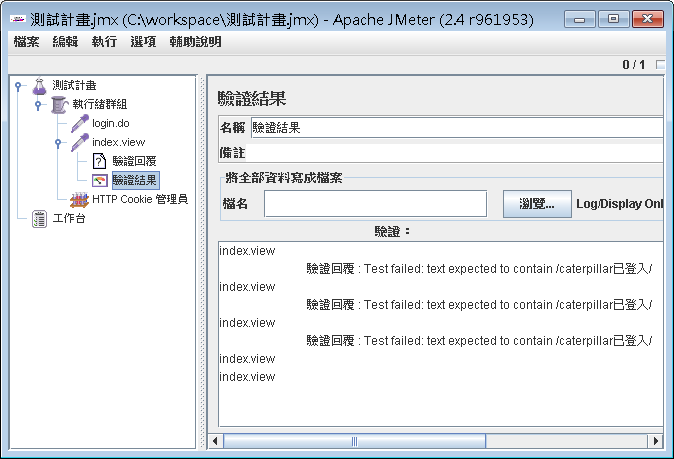 測試計畫.jmx (C:\workspace\測試計畫.jmx) - Apache JMeter (2.4 r961953)
檔案 編輯 執行 選項 輔助說明
0 / 1
測試計畫
執行緒群組
login.do
index.view
驗證回覆
驗證結果
HTTP Cookie 管理員
工作台
驗證結果
名稱 驗證結果
備註
將全部資料寫成檔案
檔名 瀏覽... Log/Display Onl
驗證：
index.view
驗證回覆 : Test failed: text expected to contain /caterpillar已登入/
index.view
驗證回覆 : Test failed: text expected to contain /caterpillar已登入/
index.view
驗證回覆 : Test failed: text expected to contain /caterpillar已登入/
index.view
index.view